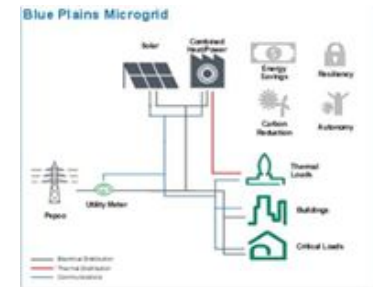 Blue Plains Microgrid
Solar
Combined
Heat/Power
Energy
Savings
Resiliency
Carbon
Reduction
Autonomy
Thermal
Loads
Pepco
Utility Meter
Buildings
Critical Loads
Electrical Distribution
Thermal Distribution
Communications